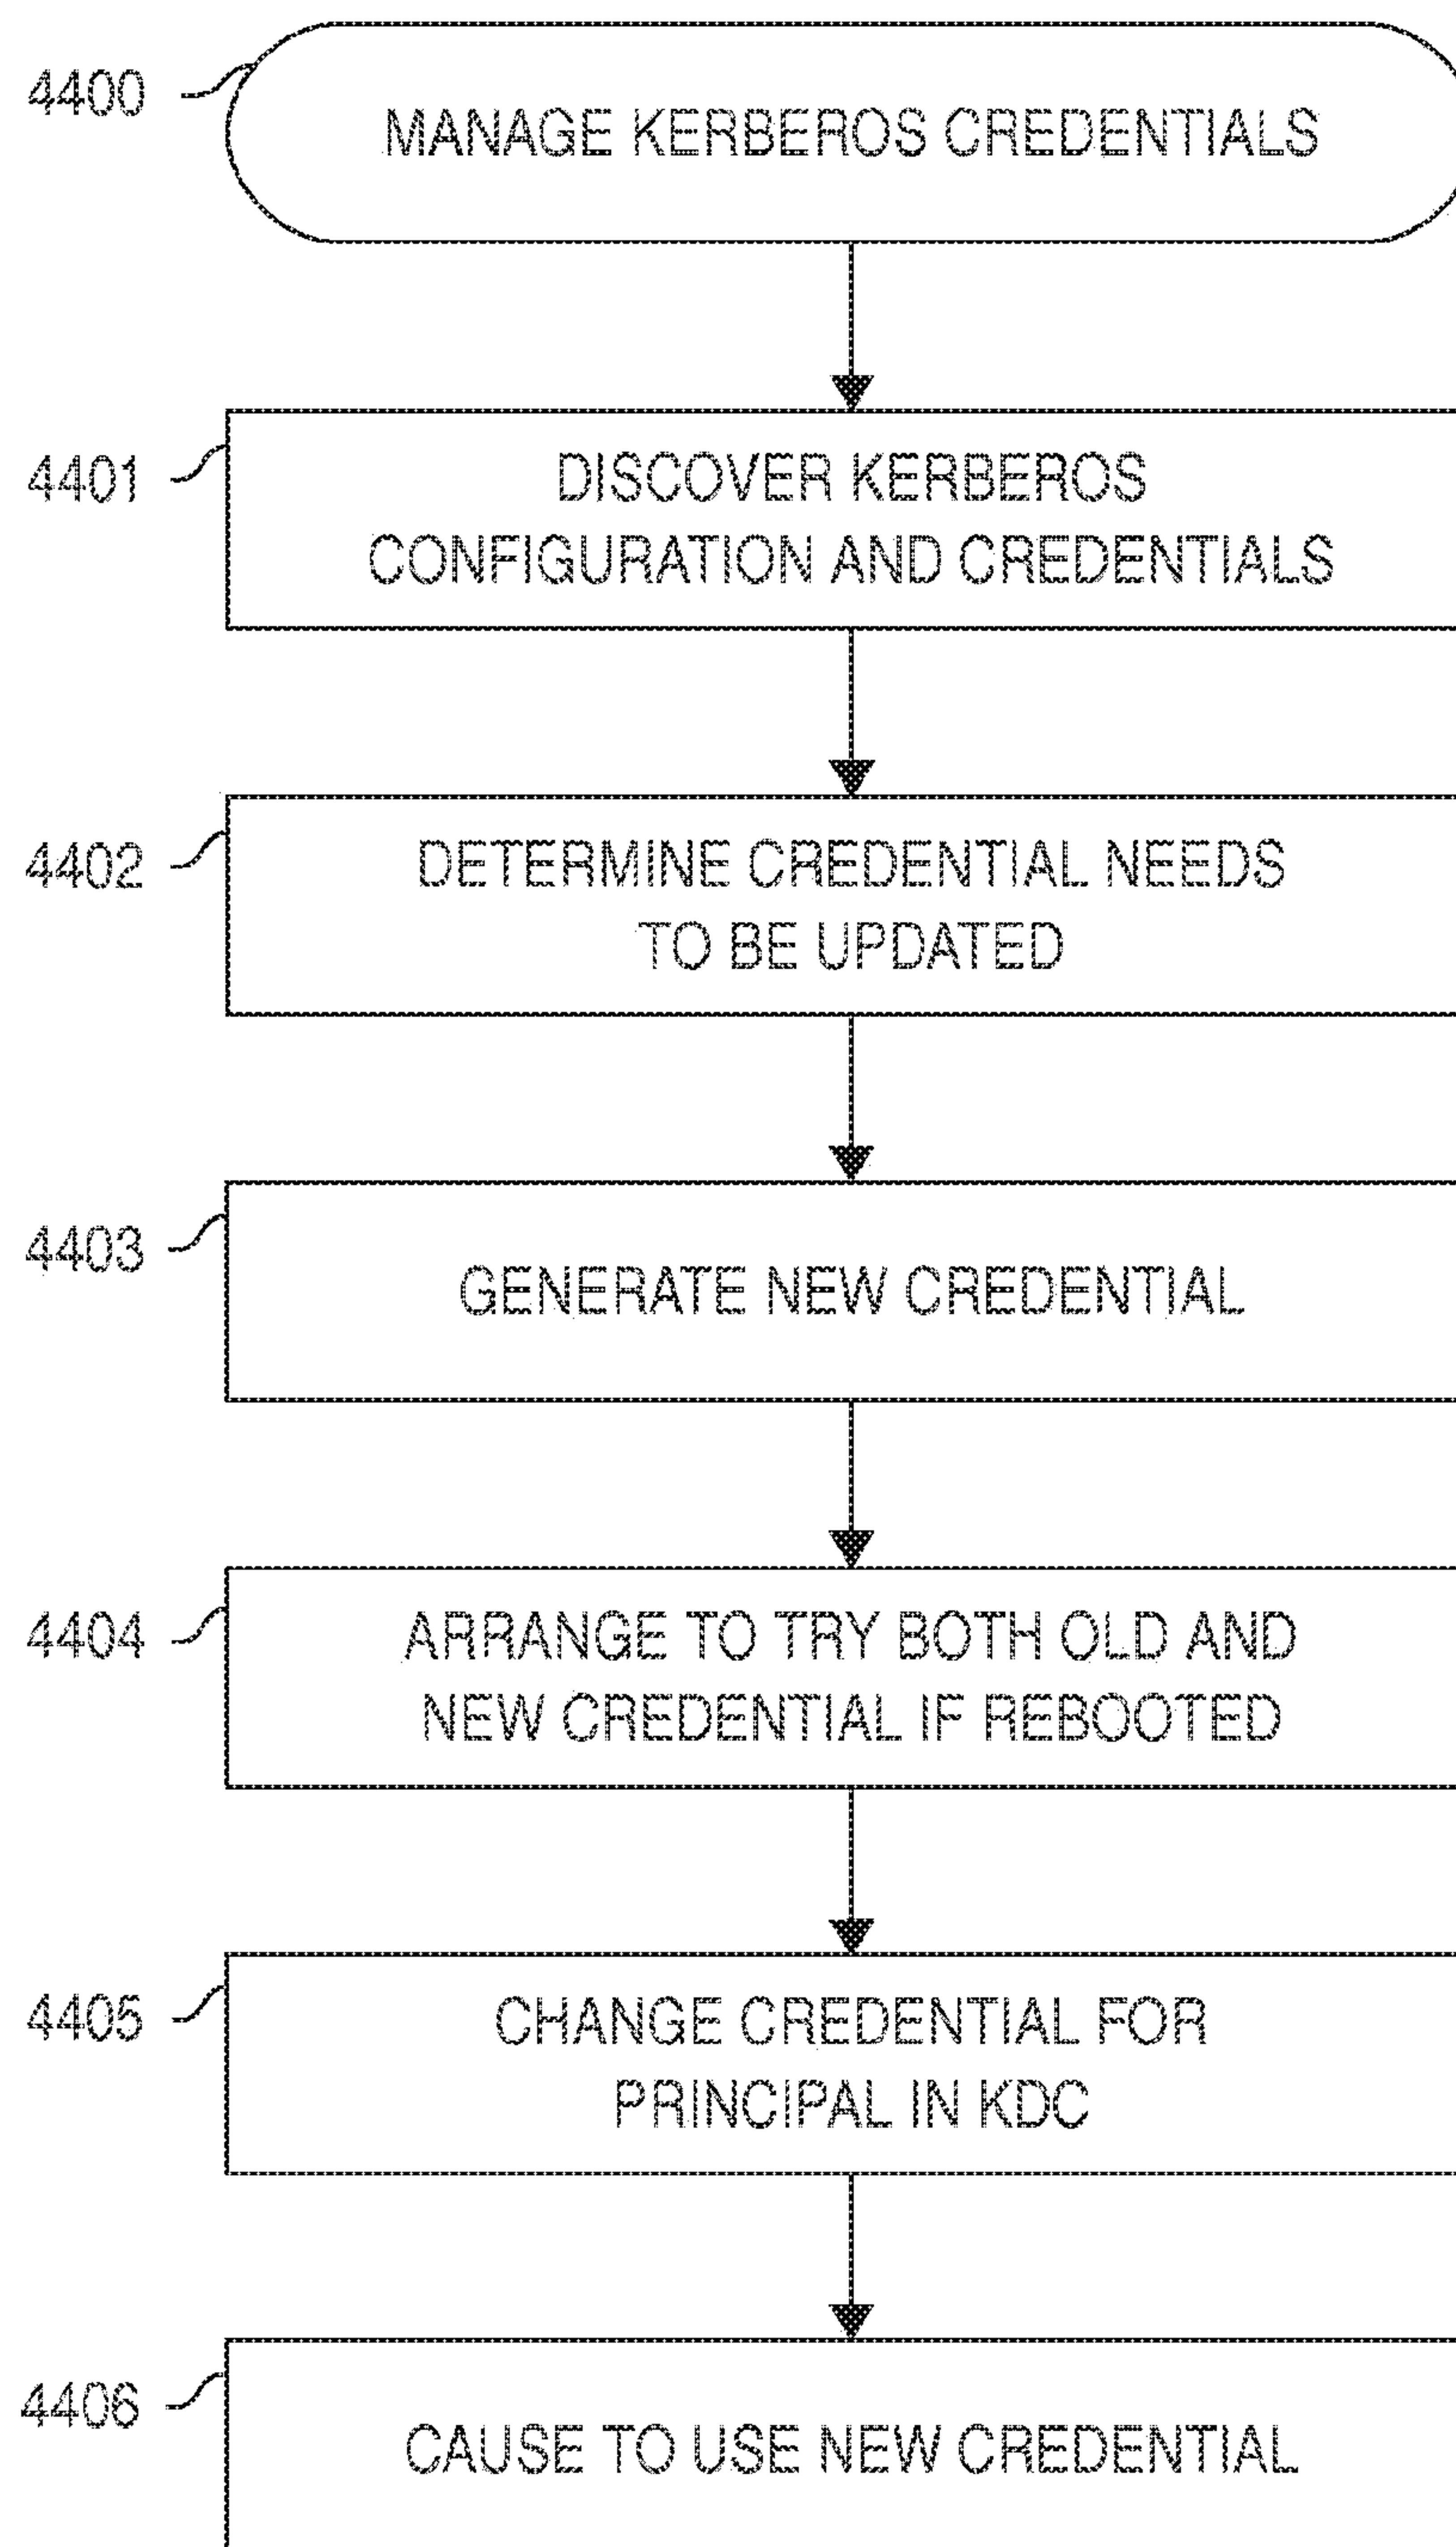 4400
MANAGE KERBEROS CREDENTIALS
4401
DISCOVER KERBEROS
CONFIGURATION AND CREDENTIALS
4402
DETERMINE CREDENTIAL NEEDS
TO BE UPDATED
4403
GENERATE NEW CREDENTIAL
4404
ARRANGE TO TRY BOTH OLD AND
NEW CREDENTIAL IF REBOOTED
4405
CHANGE CREDENTIAL FOR
PRINCIPAL IN KDC
4406
CAUSE TO USE NEW CREDENTIAL